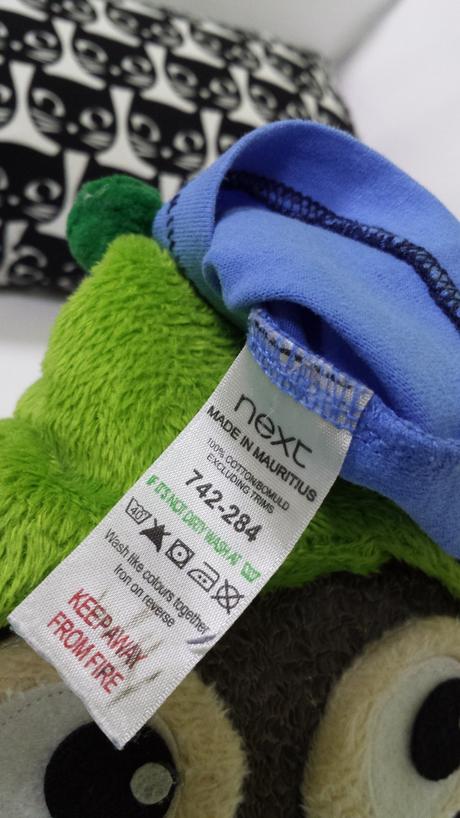 next
MADE IN MAURITIUS
100% COTTON/BOMULD
EXCLUDING TRIMS
742-284
IF IT'S NOT DIRTY WASH AT
40
Wash like colours together
Iron on reverse
KEEP AWAY
FROM FIRE